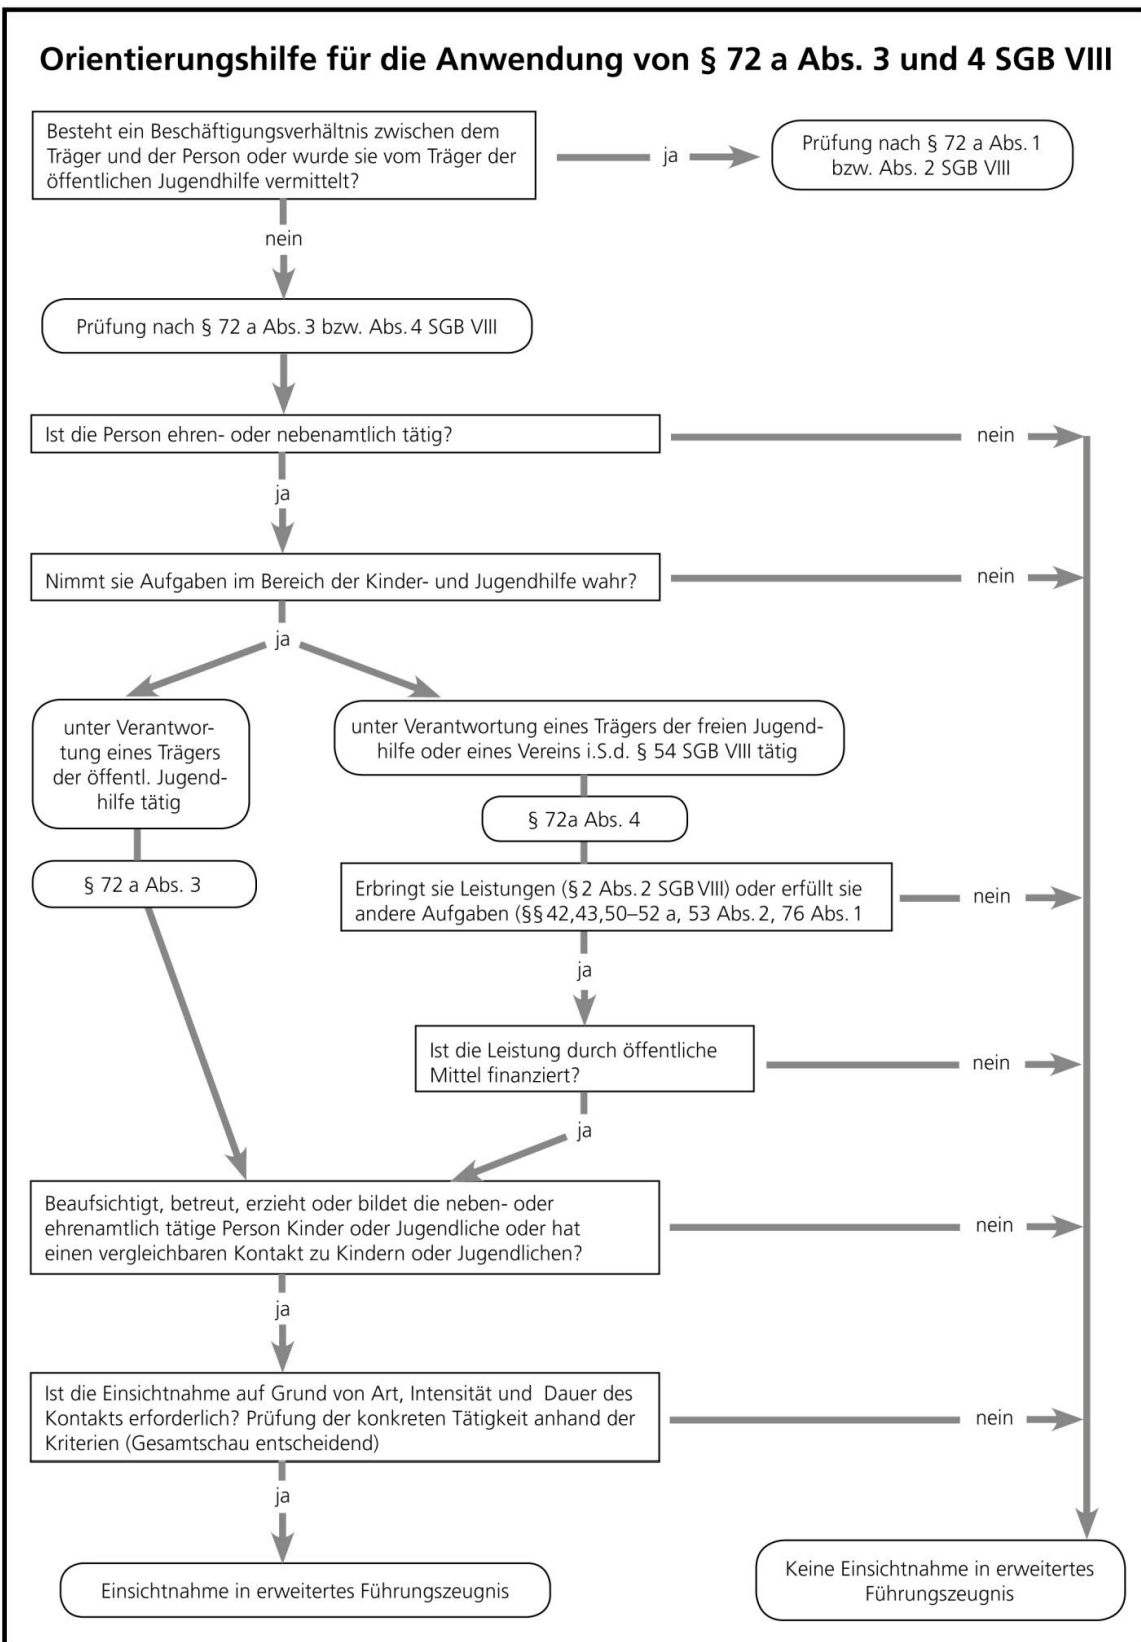 Orientierungshilfe für die Anwendung von § 72 a Abs. 3 und 4 SGB VIII
Besteht ein Beschäftigungsverhältnis zwischen dem
Träger und der Person oder wurde sie vom Träger der
öffentlichen Jugendhilfe vermittelt?
ja
Prüfung nach § 72 a Abs. 1
bzw. Abs. 2 SGB VIII
nein
Prüfung nach § 72 a Abs. 3 bzw. Abs. 4 SGB VIII
Ist die Person ehren- oder nebenamtlich tätig?
nein
ja
Nimmt sie Aufgaben im Bereich der Kinder- und Jugendhilfe wahr?
nein
ja
unter Verantwor-
tung eines Trägers
der öffentl. Jugend-
hilfe tätig
§ 72 a Abs. 3
unter Verantwortung eines Trägers der freien Jugend-
hilfe oder eines Vereins i.S.d. § 54 SGB VIII tätig
§ 72a Abs. 4
Erbringt sie Leistungen (§ 2 Abs. 2 SGB VIII) oder erfüllt sie
andere Aufgaben (§§ 42,43,50–52 a, 53 Abs. 2, 76 Abs. 1
nein
ja
Ist die Leistung durch öffentliche
Mittel finanziert?
nein
ja
Beaufsichtigt, betreut, erzieht oder bildet die neben- oder
ehrenamtlich tätige Person Kinder oder Jugendliche oder hat
einen vergleichbaren Kontakt zu Kindern oder Jugendlichen?
nein
ja
Ist die Einsichtnahme auf Grund von Art, Intensität und Dauer des
Kontakts erforderlich? Prüfung der konkreten Tätigkeit anhand der
Kriterien (Gesamtschau entscheidend)
nein
ja
Einsichtnahme in erweitertes Führungszeugnis
Keine Einsichtnahme in erweitertes
Führungszeugnis